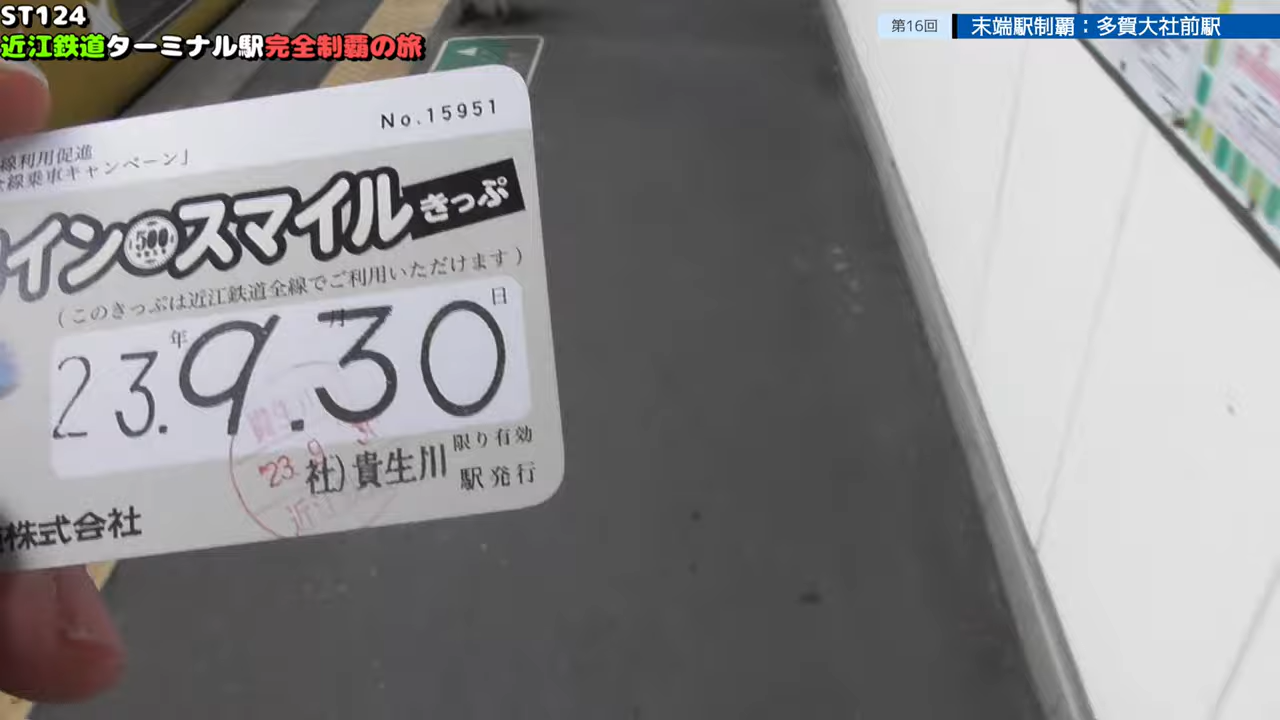 ST124
近江鉄道ターミナル駅完全制覇の旅
第16回
末端駅制覇：多賀大社前駅
No.15951
線利用促進
全線乗車キャンペーン」
インスマイルきっぷ
500
(このきっぷは近江鉄道全線でご利用いただけます)
年 月 日
23.9.30
限り有効
社)貴生川
駅発行
23.9.
株式会社